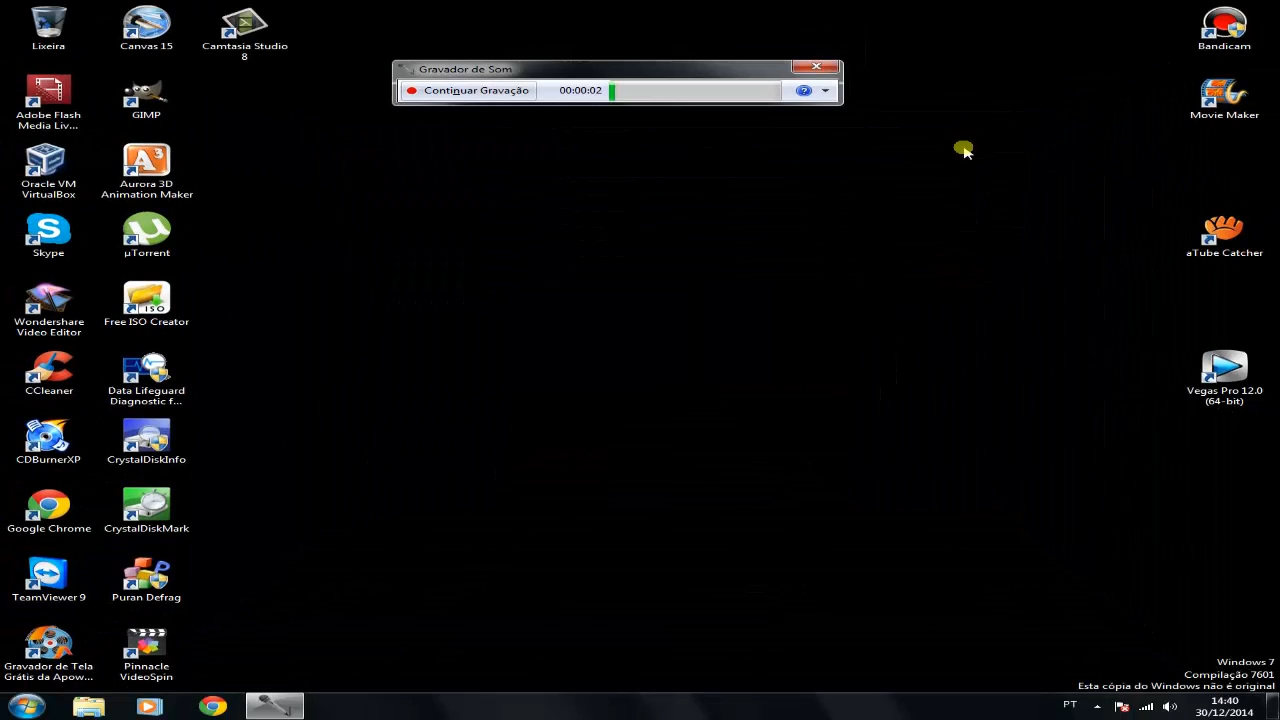 Lixeira
Canvas 15
Camtasia Studio
8
Gravador de Som
Continuar Gravação
00:00:02
Bandicam
Adobe Flash
Media Liv...
GIMP
Movie Maker
Oracle VM
VirtualBox
Aurora 3D
Animation Maker
Skype
µTorrent
aTube Catcher
Wondershare
Video Editor
Free ISO Creator
ISO
CCleaner
Data Lifeguard
Diagnostic f...
Vegas Pro 12.0
(64-bit)
CDBurnerXP
CrystalDiskInfo
Google Chrome
CrystalDiskMark
TeamViewer 9
Puran Defrag
Gravador de Tela
Grátis da Apow...
Pinnacle
VideoSpin
Windows 7
Compilação 7601
Esta cópia do Windows não é original
PT
14:40
30/12/2014